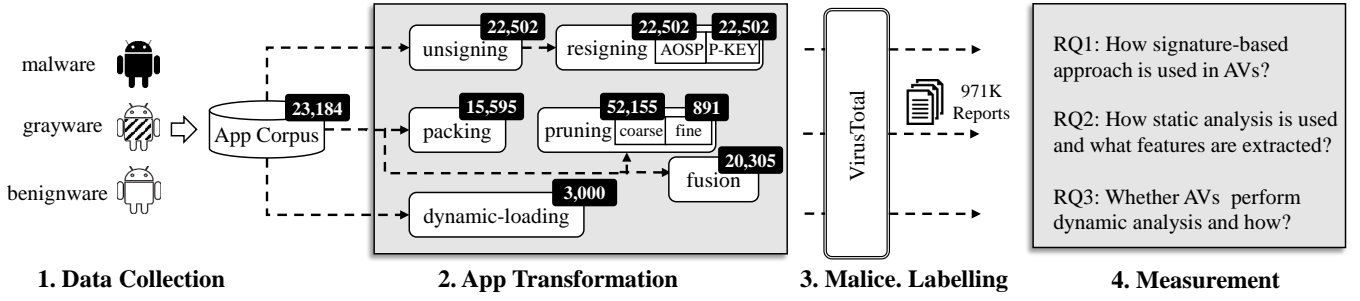 malware
grayware
benignware
23,184
App Corpus
22,502
unsigning
22,502
22,502
resigning
AOSP
P-KEY
15,595
packing
52,155
891
pruning
coarse
fine
20,305
fusion
3,000
dynamic-loading
VirusTotal
971K
Reports
RQ1: How signature-based
approach is used in AVs?
RQ2: How static analysis is used
and what features are extracted?
RQ3: Whether AVs perform
dynamic analysis and how?
1. Data Collection
2. App Transformation
3. Malice. Labelling
4. Measurement